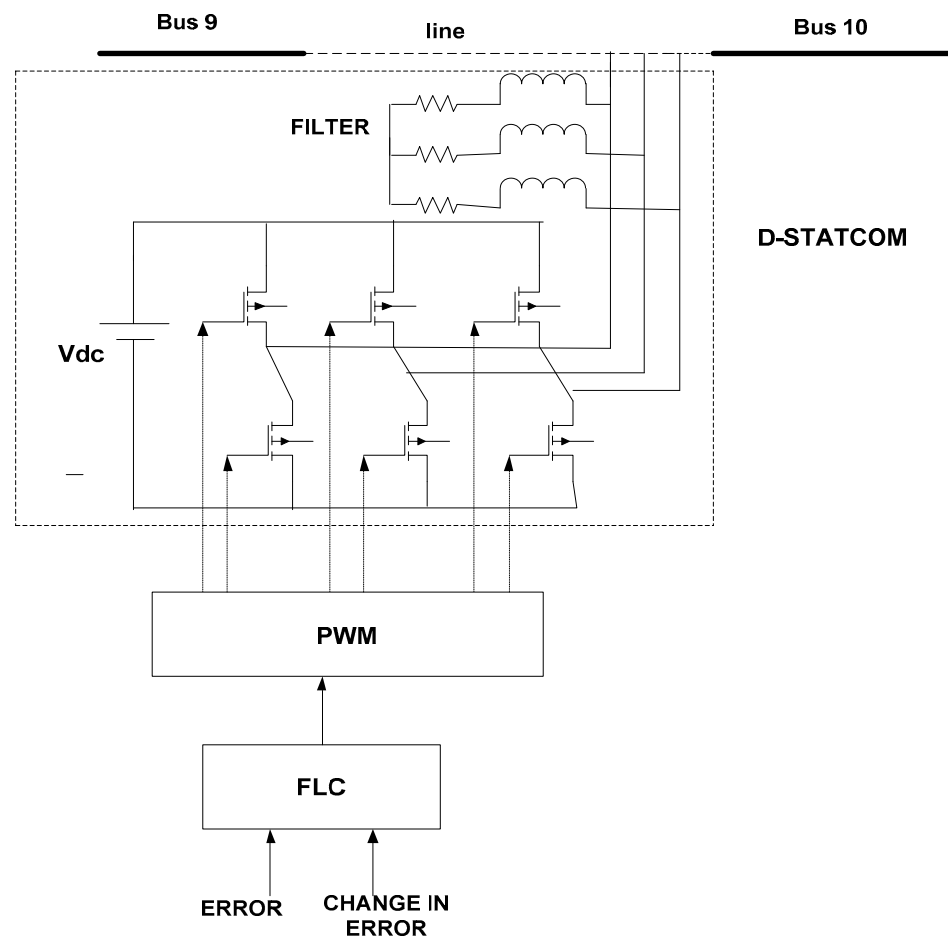 Bus 9
line
Bus 10
FILTER
D-STATCOM
Vdc
PWM
FLC
ERROR
CHANGE IN
ERROR